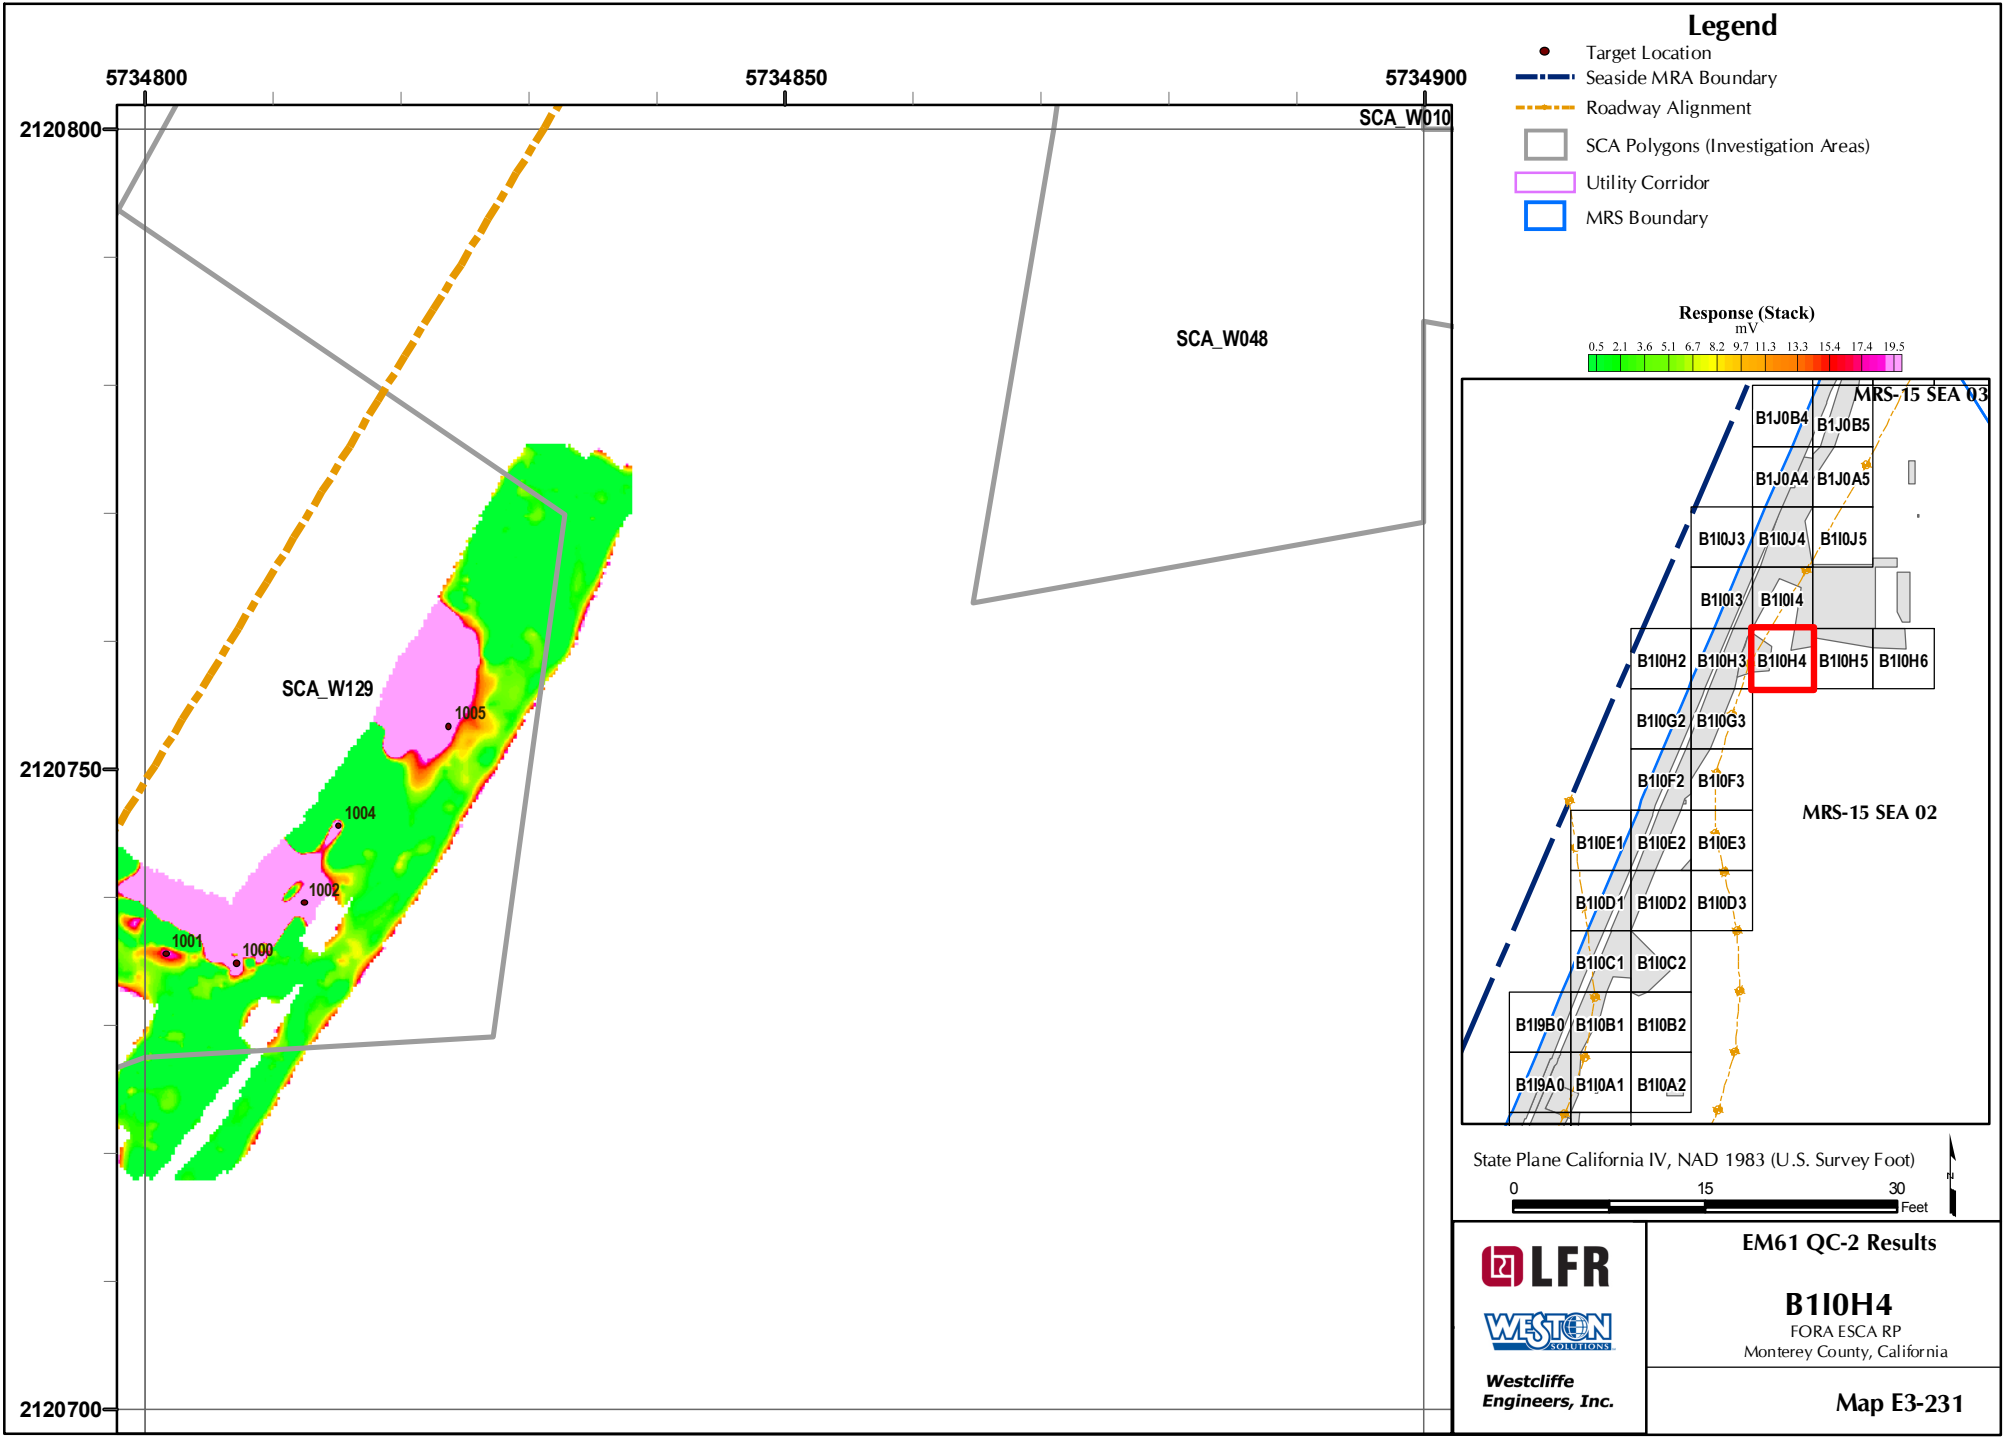 5734800
5734850
5734900
2120800
2120750
2120700
SCA_W010
SCA_W048
SCA_W129
1005
1004
1002
1001
1000
Legend
Target Location
Seaside MRA Boundary
Roadway Alignment
SCA Polygons (Investigation Areas)
Utility Corridor
MRS Boundary
Response (Stack)
mV
0.5 2.1 3.6 5.1 6.7 8.2 9.7 11.3 13.3 15.4 17.4 19.5
MRS-15 SEA 03
B1J0B4 B1J0B5
B1J0A4 B1J0A5
B1I0J3 B1I0J4 B1I0J5
B1I0I3 B1I0I4
B1I0H2 B1I0H3 B1I0H4 B1I0H5 B1I0H6
B1I0G2 B1I0G3
B1I0F2 B1I0F3
MRS-15 SEA 02
B1I0E1 B1I0E2 B1I0E3
B1I0D1 B1I0D2 B1I0D3
B1I0C1 B1I0C2
B1I9B0 B1I0B1 B1I0B2
B1I9A0 B1I0A1 B1I0A2
State Plane California IV, NAD 1983 (U.S. Survey Foot)
0 15 30
Feet
N
LFR
WESTON
SOLUTIONS
Westcliffe
Engineers, Inc.
EM61 QC-2 Results
B1I0H4
FORA ESCA RP
Monterey County, California
Map E3-231